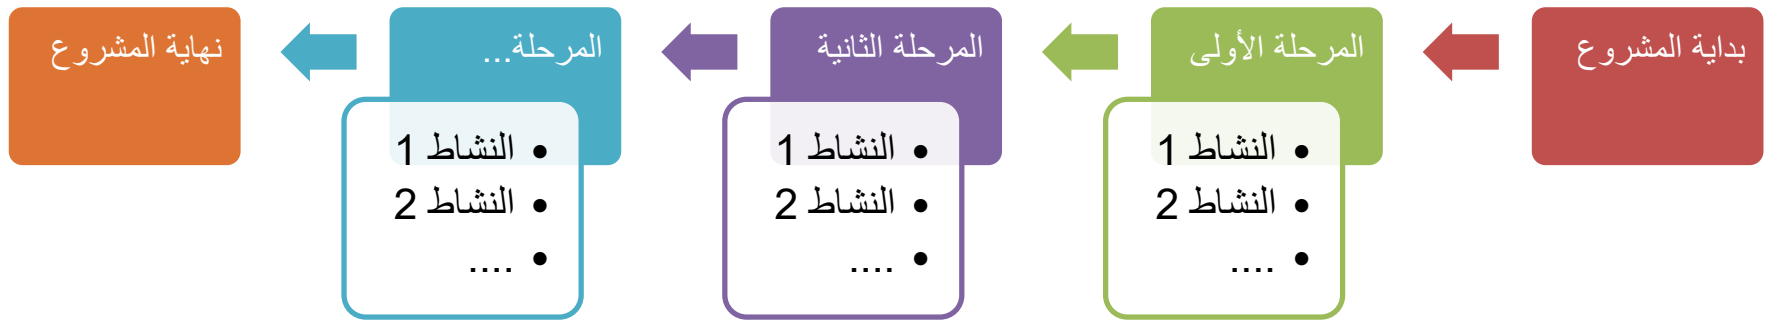 بداية المشروع
المرحلة الأولى
• النشاط 1
• النشاط 2
• ....
المرحلة الثانية
• النشاط 1
• النشاط 2
• ....
المرحلة...
• النشاط 1
• النشاط 2
• ....
نهاية المشروع